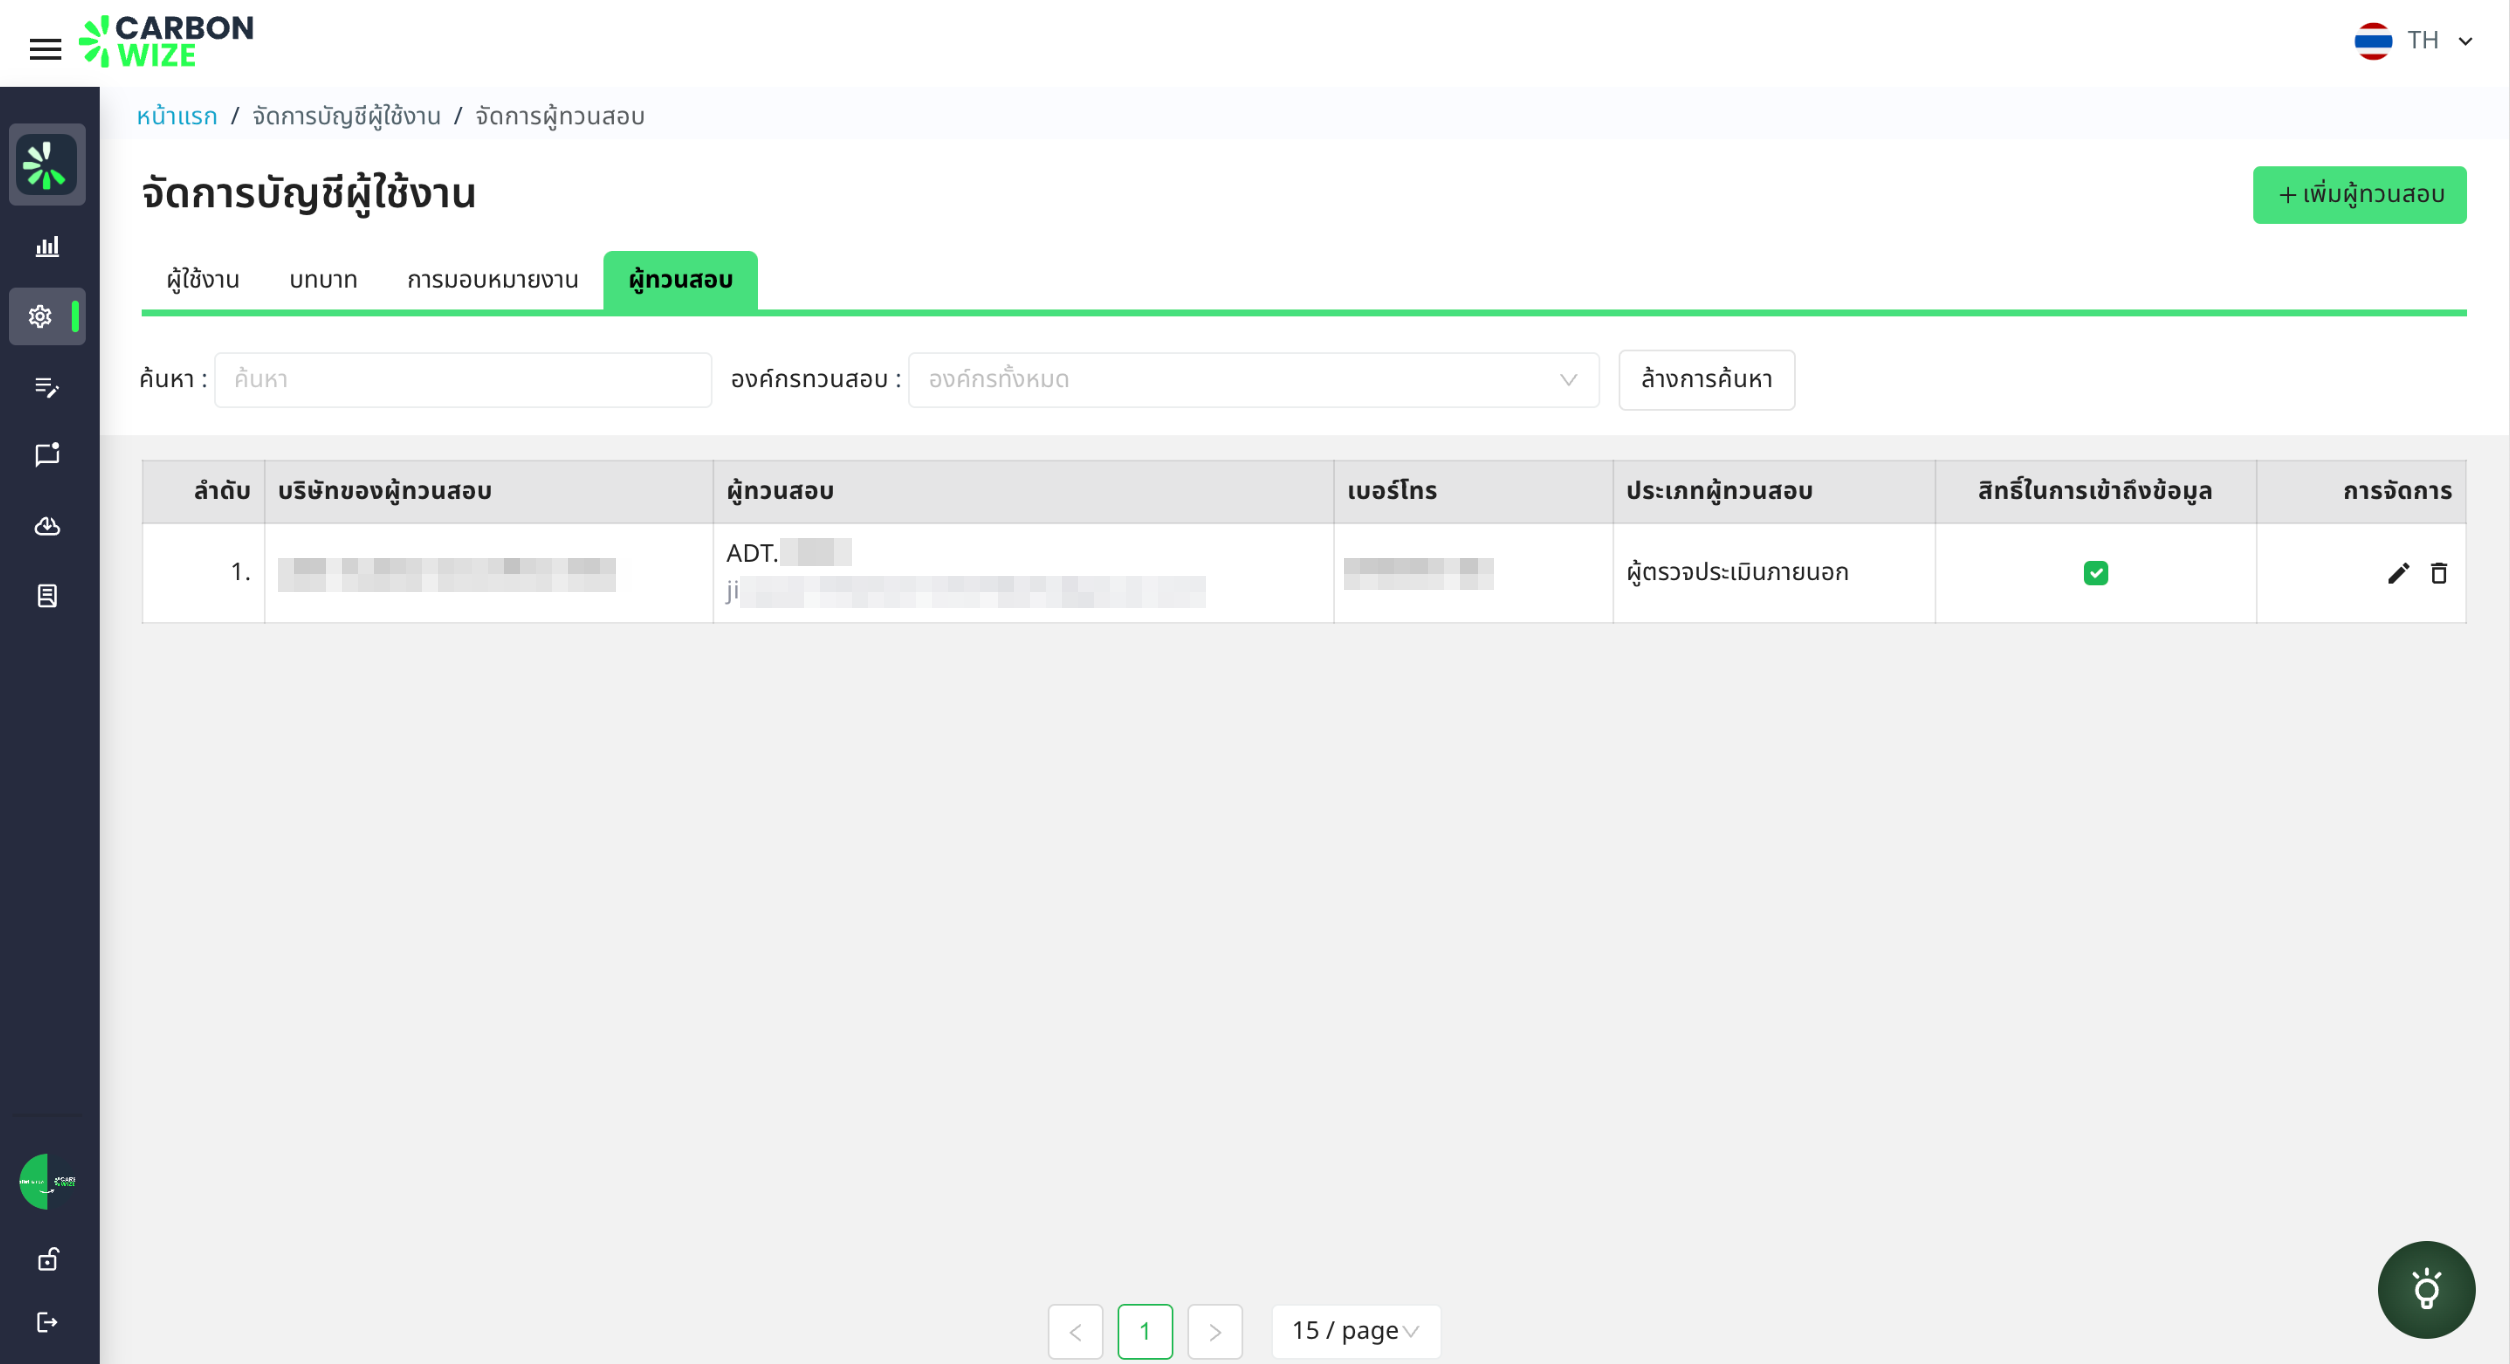 CARBON
WIZE
TH
หน้าแรก / จัดการบัญชีผู้ใช้งาน / จัดการผู้ทวนสอบ
จัดการบัญชีผู้ใช้งาน
+ เพิ่มผู้ทวนสอบ
ผู้ใช้งาน บทบาท การมอบหมายงาน ผู้ทวนสอบ
ค้นหา : ค้นหา องค์กรทวนสอบ : องค์กรทั้งหมด ล้างการค้นหา
ลำดับ บริษัทของผู้ทวนสอบ ผู้ทวนสอบ เบอร์โทร ประเภทผู้ทวนสอบ สิทธิ์ในการเข้าถึงข้อมูล การจัดการ
1. ADT. ผู้ตรวจประเมินภายนอก
ji
< 1 > 15 / page